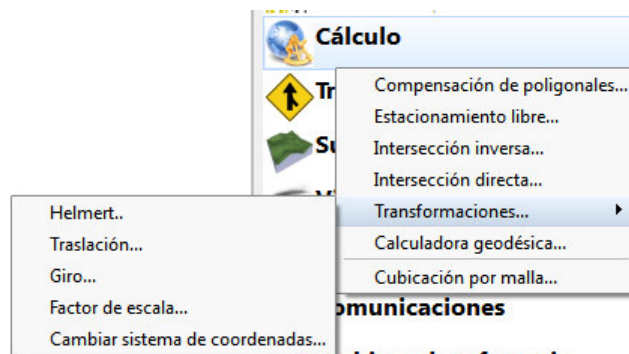 Cálculo
Compensación de poligonales...
Estacionamiento libre...
Intersección inversa...
Intersección directa...
Transformaciones...
Calculadora geodésica...
Cubicación por malla...
Helmert..
Traslación...
Giro...
Factor de escala...
Cambiar sistema de coordenadas...